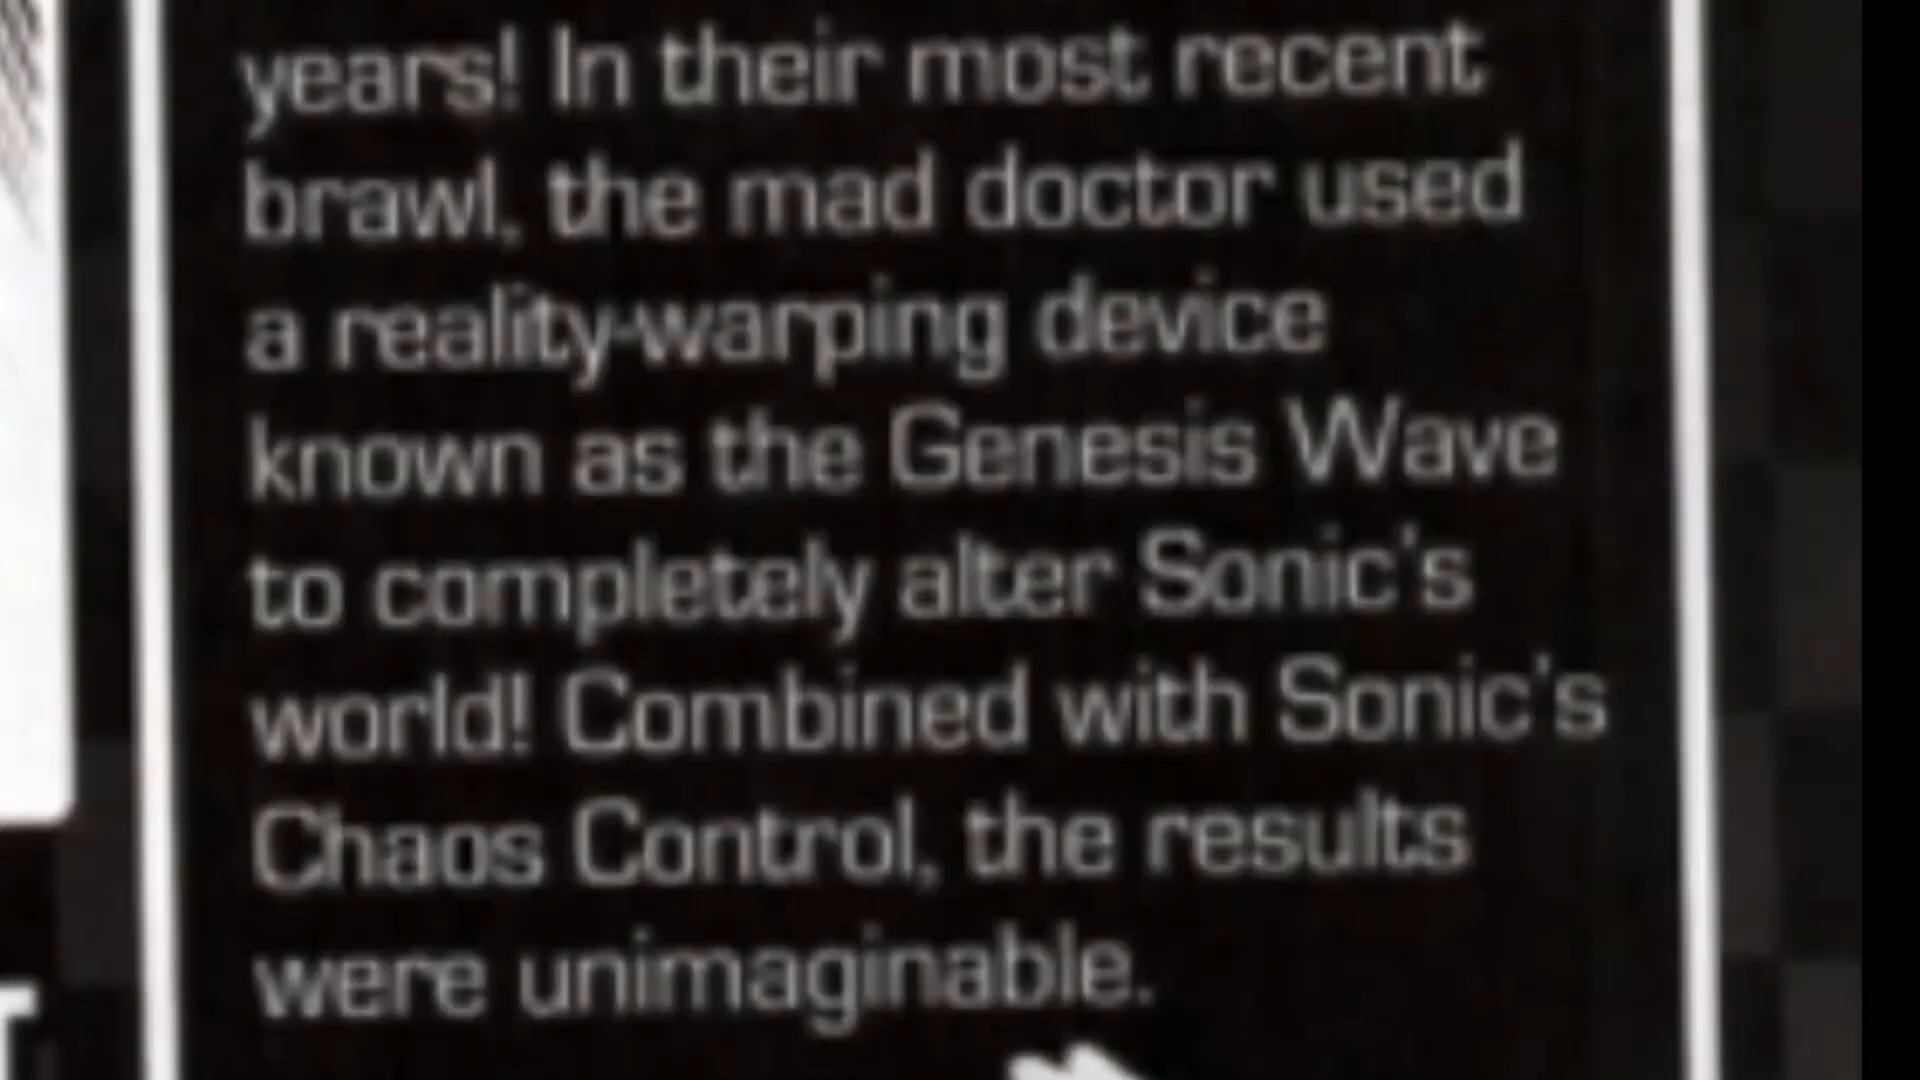 years! In their most recent
brawl, the mad doctor used
a reality-warping device
known as the Genesis Wave
to completely alter Sonic's
world! Combined with Sonic's
Chaos Control, the results
were unimaginable.